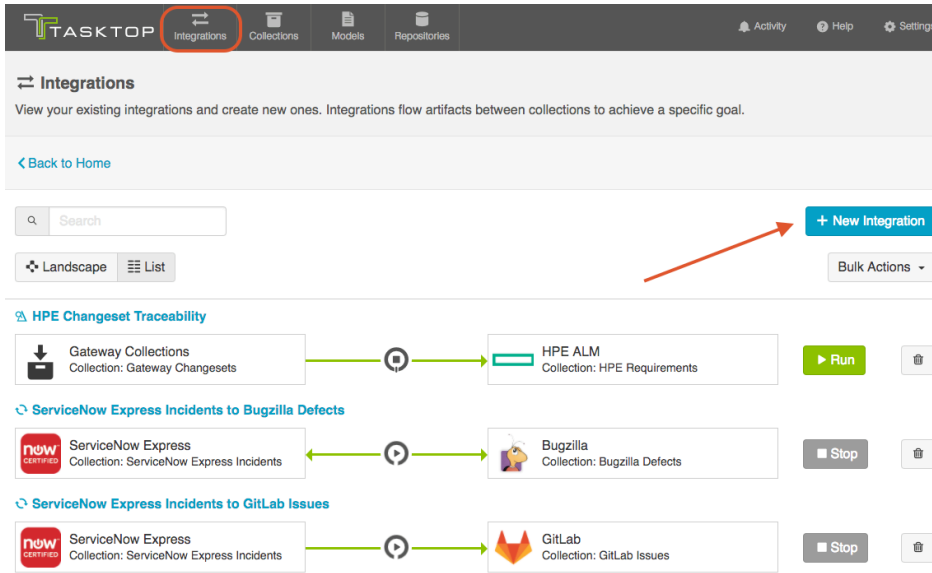 TASKTOP
Integrations
Collections
Models
Repositories
Activity
Help
Settings
Integrations
View your existing integrations and create new ones. Integrations flow artifacts between collections to achieve a specific goal.
Back to Home
Search
+ New Integration
Landscape
List
Bulk Actions
HPE Changeset Traceability
Gateway Collections
Collection: Gateway Changesets
HPE ALM
Collection: HPE Requirements
Run
ServiceNow Express Incidents to Bugzilla Defects
now
CERTIFIED
ServiceNow Express
Collection: ServiceNow Express Incidents
Bugzilla
Collection: Bugzilla Defects
Stop
ServiceNow Express Incidents to GitLab Issues
now
CERTIFIED
ServiceNow Express
Collection: ServiceNow Express Incidents
GitLab
Collection: GitLab Issues
Stop